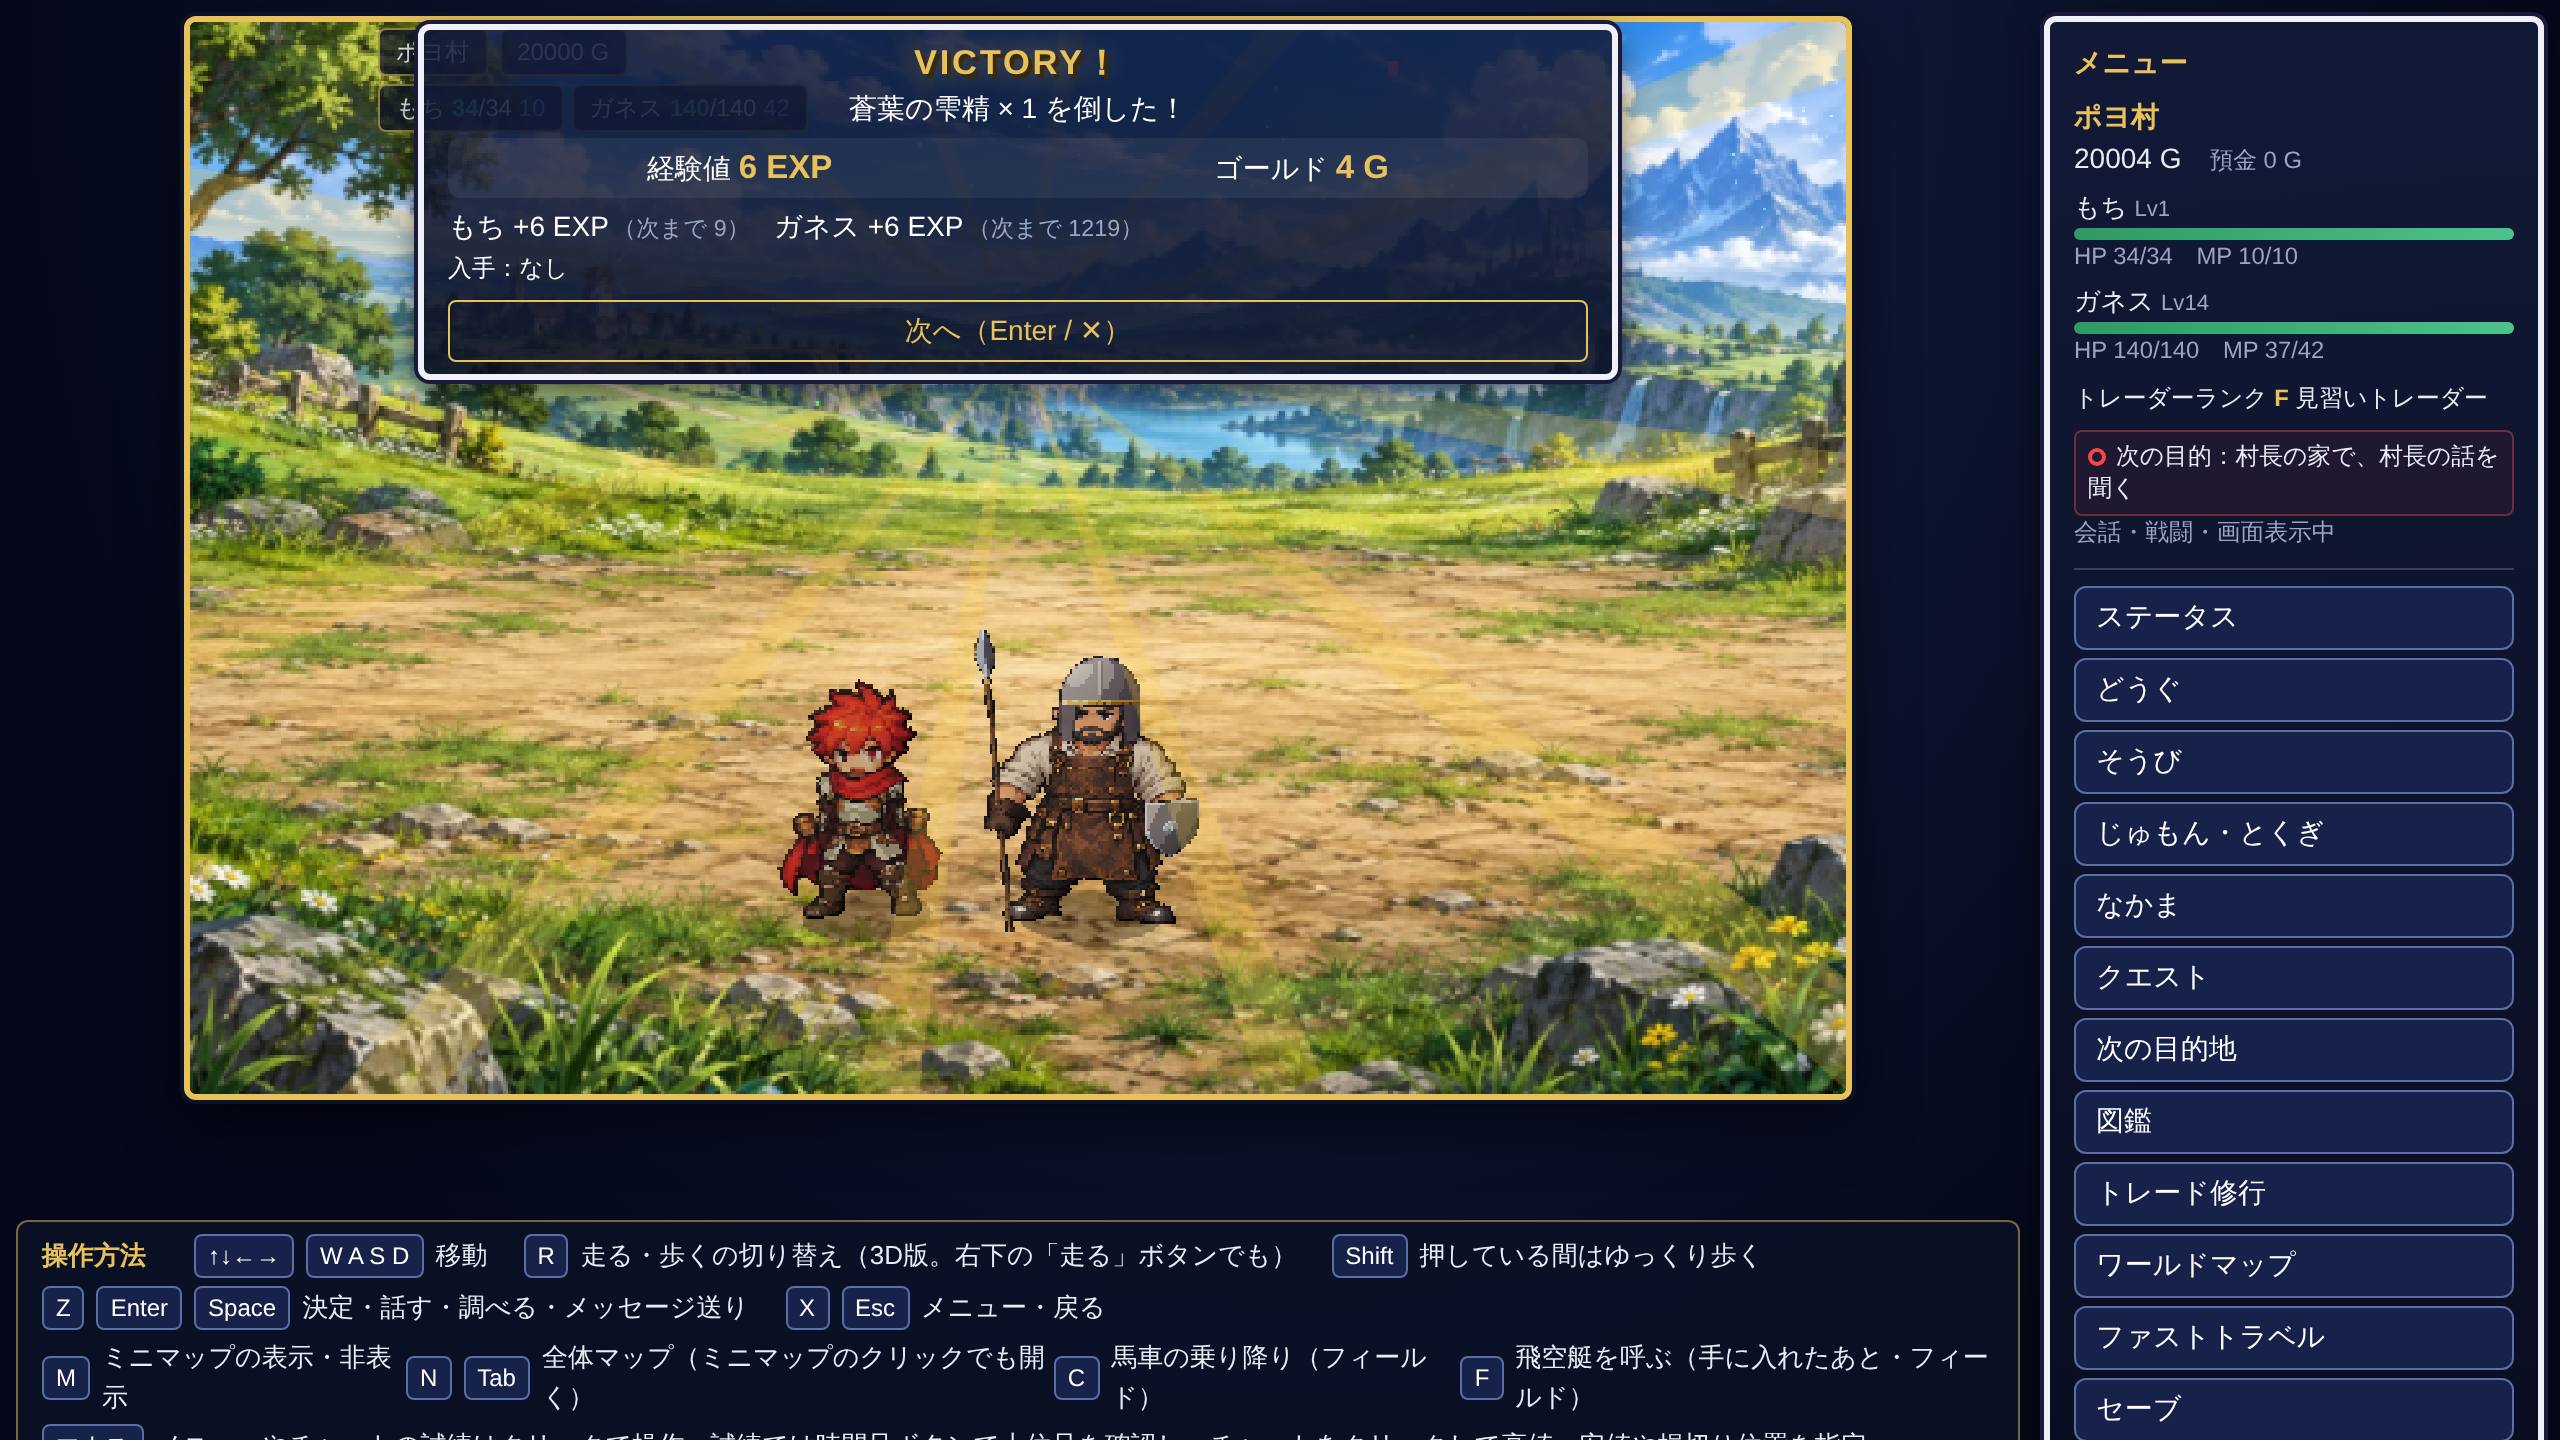 ポヨ村 20000 G
もち 34/34 10 ガネス 140/140 42
VICTORY！
蒼葉の雫精 × 1 を倒した！
経験値 6 EXP ゴールド 4 G
もち +6 EXP（次まで 9） ガネス +6 EXP（次まで 1219）
入手：なし
次へ（Enter / ✕）
メニュー
ポヨ村
20004 G 預金 0 G
もち Lv1
HP 34/34 MP 10/10
ガネス Lv14
HP 140/140 MP 37/42
トレーダーランク F 見習いトレーダー
次の目的：村長の家で、村長の話を
聞く
会話・戦闘・画面表示中
ステータス
どうぐ
そうび
じゅもん・とくぎ
なかま
クエスト
次の目的地
図鑑
トレード修行
ワールドマップ
ファストトラベル
セーブ
操作方法 ↑↓←→ W A S D 移動 R 走る・歩くの切り替え（3D版。右下の「走る」ボタンでも） Shift 押している間はゆっくり歩く
Z Enter Space 決定・話す・調べる・メッセージ送り X Esc メニュー・戻る
M ミニマップの表示・非表示 N Tab 全体マップ（ミニマップのクリックでも開く） C 馬車の乗り降り（フィールド） F 飛空艇を呼ぶ（手に入れたあと・フィールド）